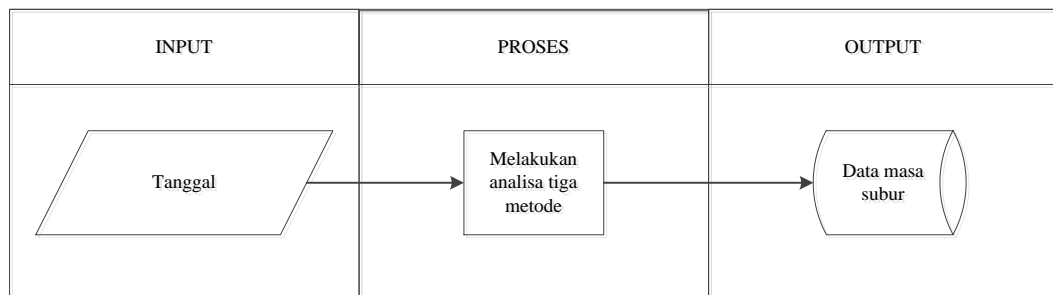 INPUT
PROSES
OUTPUT
Tanggal
Melakukan
analisa tiga
metode
Data masa
subur